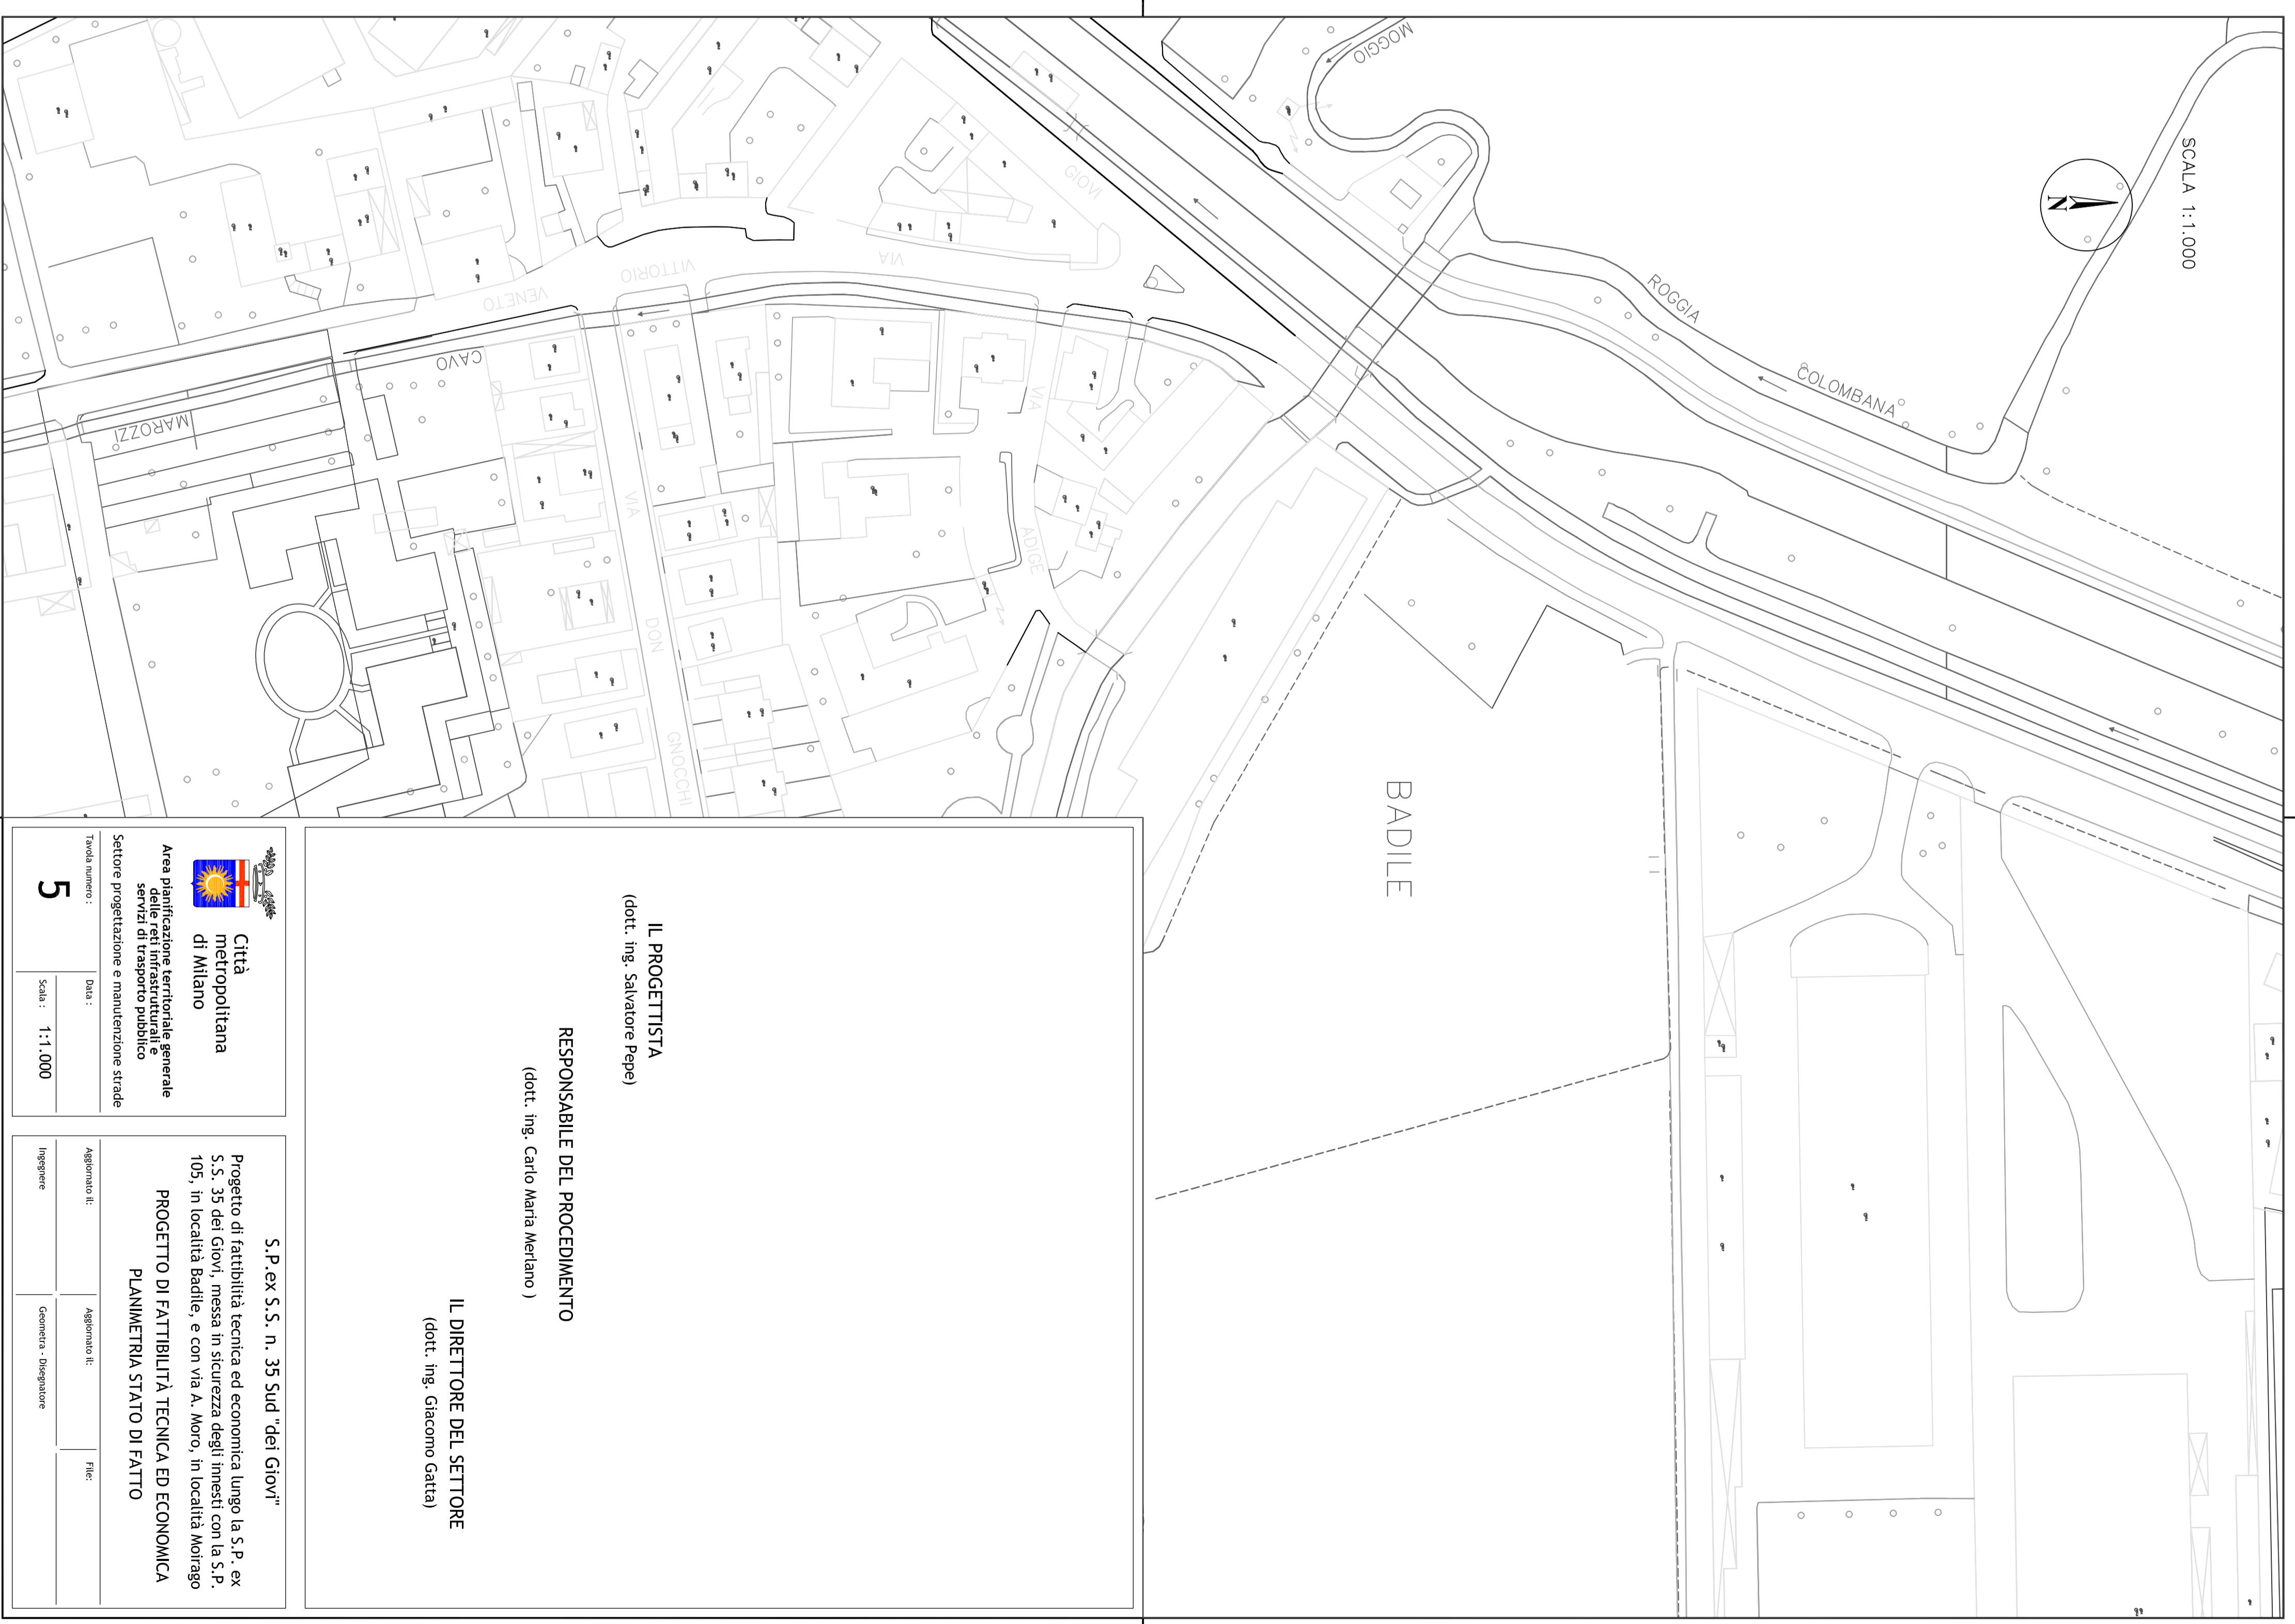 SCALA 1:1.000
N
MOGGIO
ROGGIA
COLOMBANA
GIOVI
VIA
VITTORIO
VENETO
CAVO
MAROZZI
VIA
ADIGE
VIA
DON
GNOCCHI
BADILE
Città
metropolitana
di Milano
Area pianificazione territoriale generale
delle reti infrastrutturali e
servizi di trasporto pubblico
Settore progettazione e manutenzione strade
Tavola numero :
5
Data :
Scala :
1:1.000
S.P.ex S.S. n. 35 Sud "dei Giovi"
Progetto di fattibilità tecnica ed economica lungo la S.P. ex
S.S. 35 dei Giovi, messa in sicurezza degli innesti con la S.P.
105, in località Badile, e con via A. Moro, in località Moirago
PROGETTO DI FATTIBILITÀ TECNICA ED ECONOMICA
PLANIMETRIA STATO DI FATTO
Aggiornato il:
Aggiornato il:
File:
Ingegnere
Geometra - Disegnatore
IL PROGETTISTA
(dott. ing. Salvatore Pepe)
RESPONSABILE DEL PROCEDIMENTO
(dott. ing. Carlo Maria Merlano )
IL DIRETTORE DEL SETTORE
(dott. ing. Giacomo Gatta)